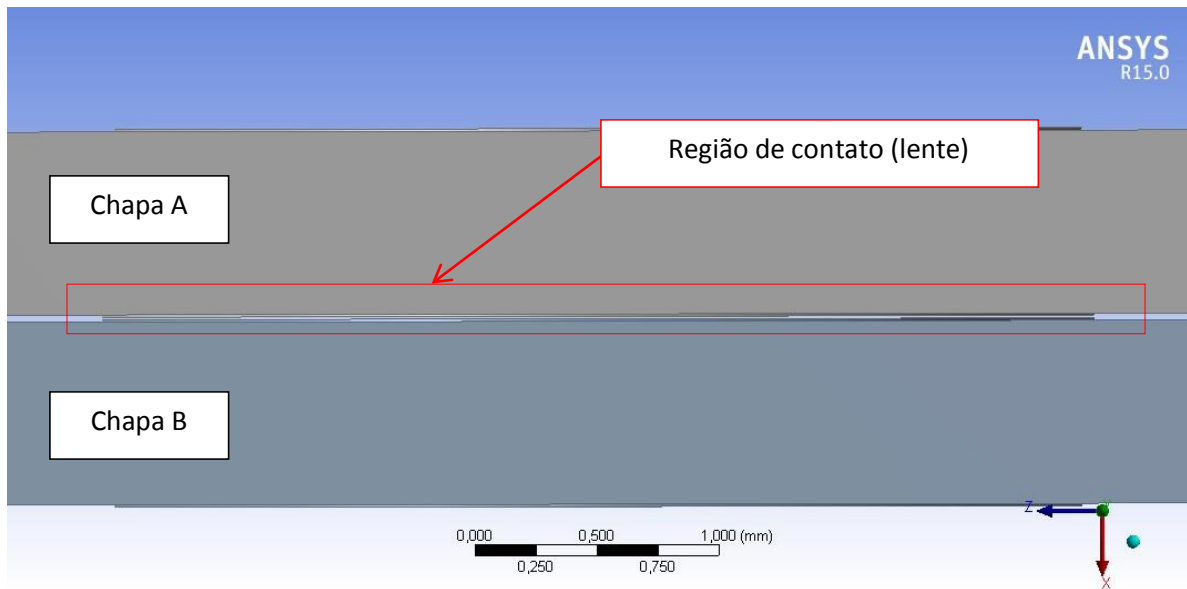 ANSYS
R15.0
Região de contato (lente)
Chapa A
Chapa B
Z
0,000 0,500 1,000 (mm)
0,250 0,750
X